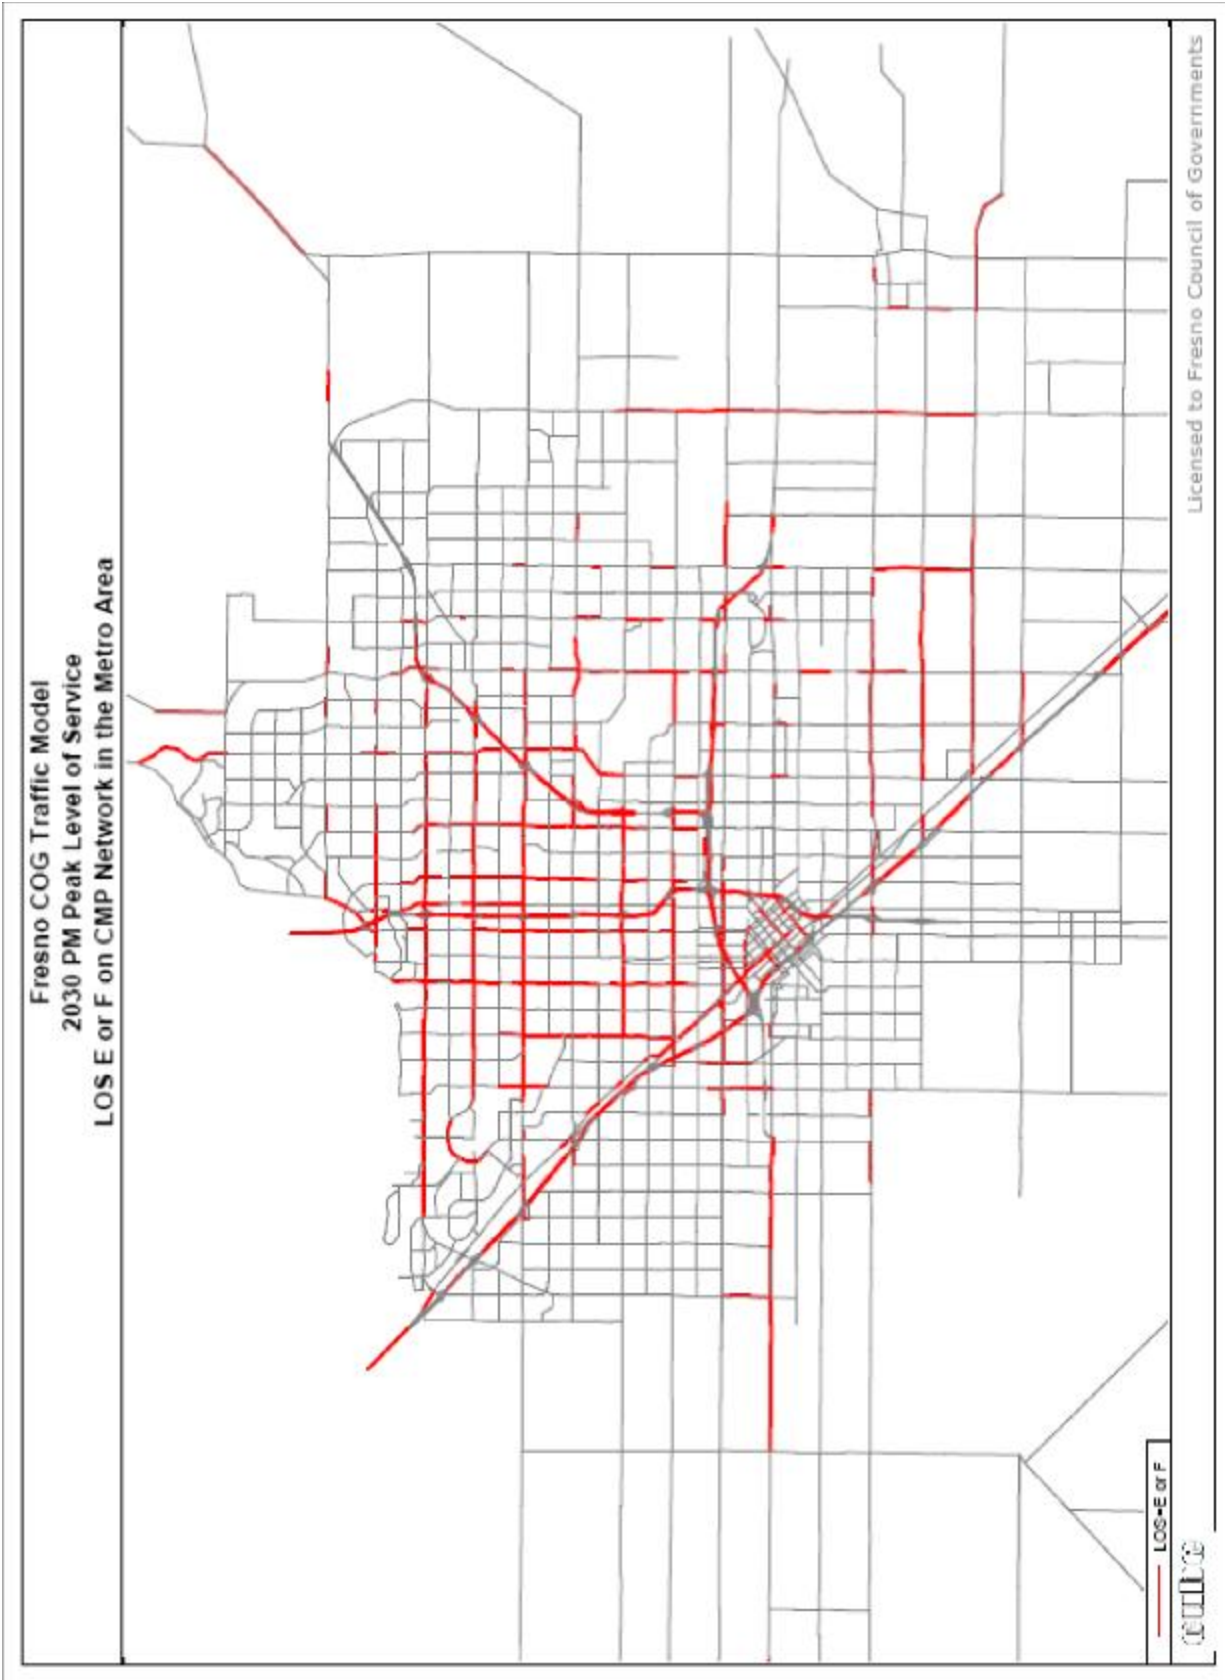 Fresno COG Traffic Model
2030 PM Peak Level of Service
LOS E or F on CMP Network in the Metro Area
LOS=E or F
Licensed to Fresno Council of Governments